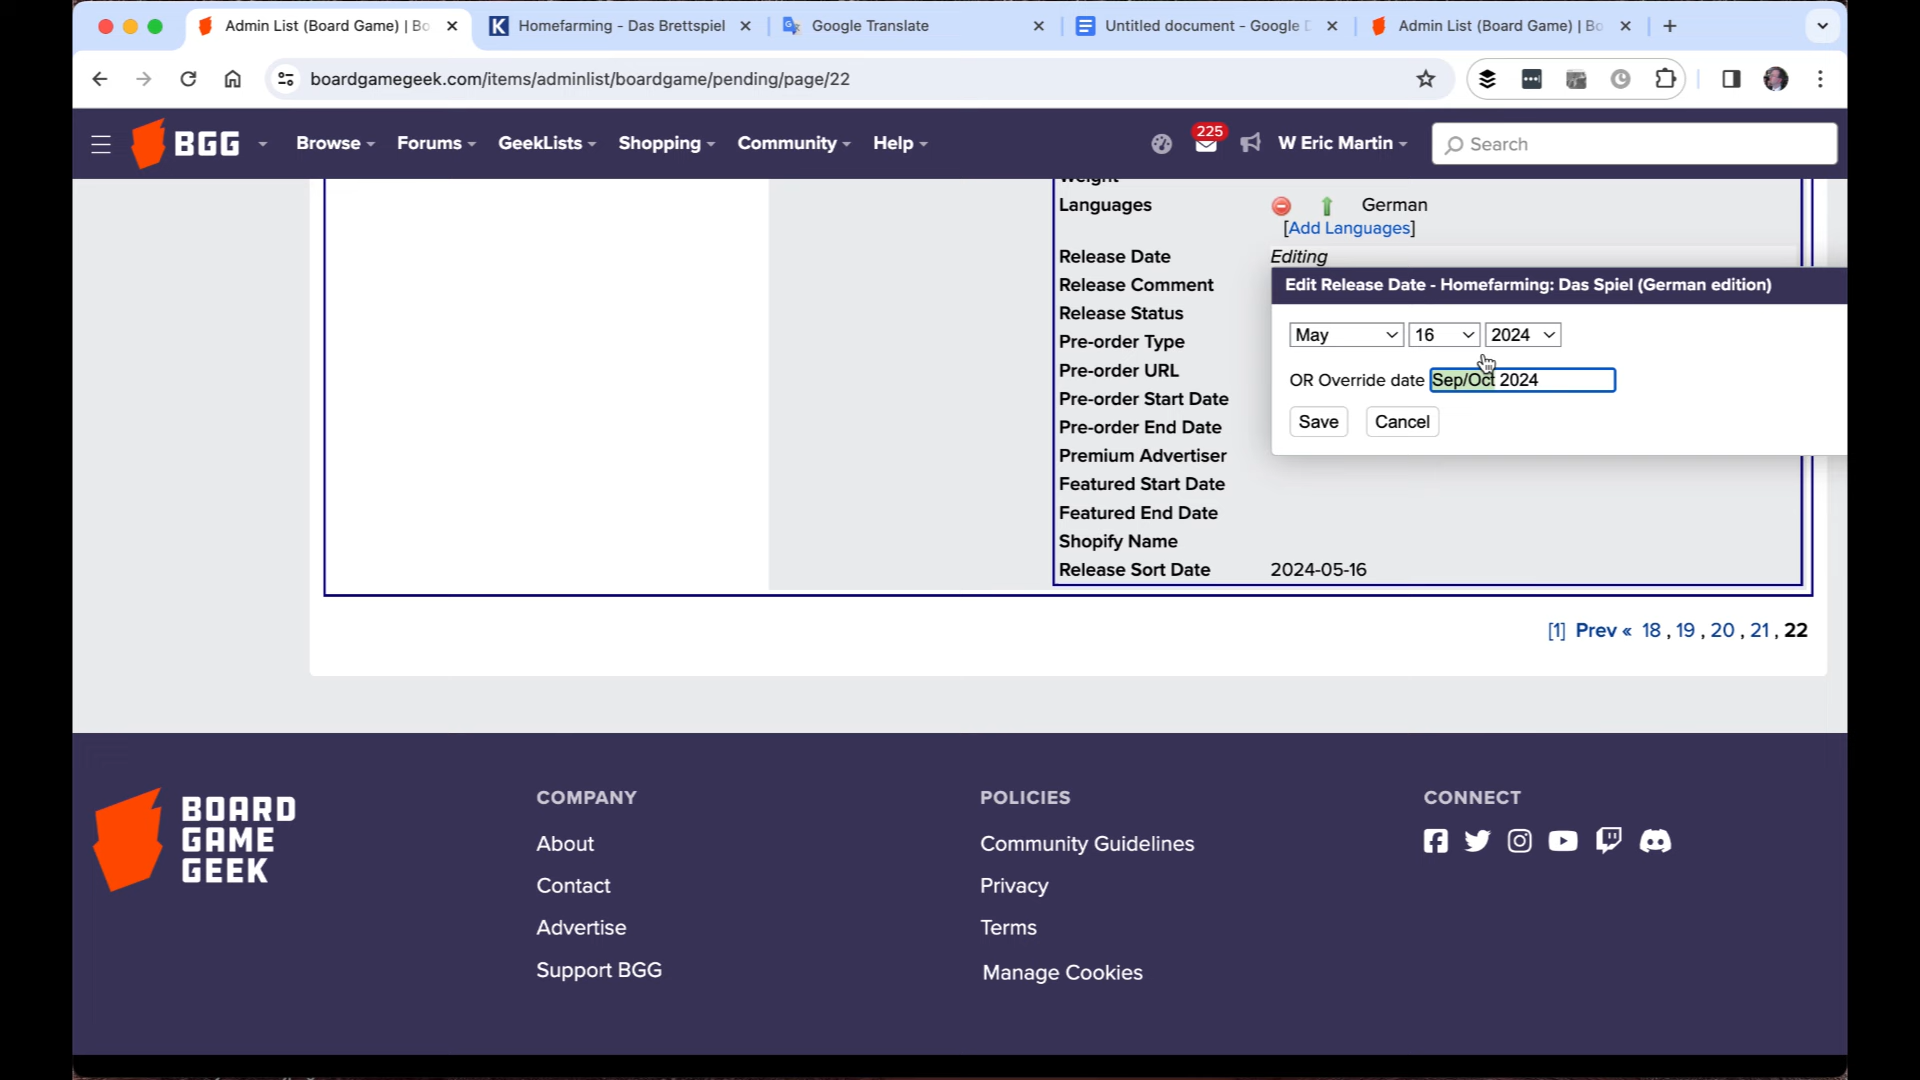 Admin List (Board Game) | Bo
Homefarming - Das Brettspiel
Google Translate
Untitled document - Google D
Admin List (Board Game) | Bo
boardgamegeek.com/items/adminlist/boardgame/pending/page/22
BGG
Browse
Forums
GeekLists
Shopping
Community
Help
225
W Eric Martin
Search
Weight
Languages
German
[Add Languages]
Release Date
Editing
Release Comment
Edit Release Date - Homefarming: Das Spiel (German edition)
Release Status
May
16
2024
Pre-order Type
Pre-order URL
OR Override date
Sep/Oct 2024
Pre-order Start Date
Save
Cancel
Pre-order End Date
Premium Advertiser
Featured Start Date
Featured End Date
Shopify Name
Release Sort Date
2024-05-16
[1] Prev « 18 , 19 , 20 , 21 , 22
BOARD
GAME
GEEK
COMPANY
About
Contact
Advertise
Support BGG
POLICIES
Community Guidelines
Privacy
Terms
Manage Cookies
CONNECT